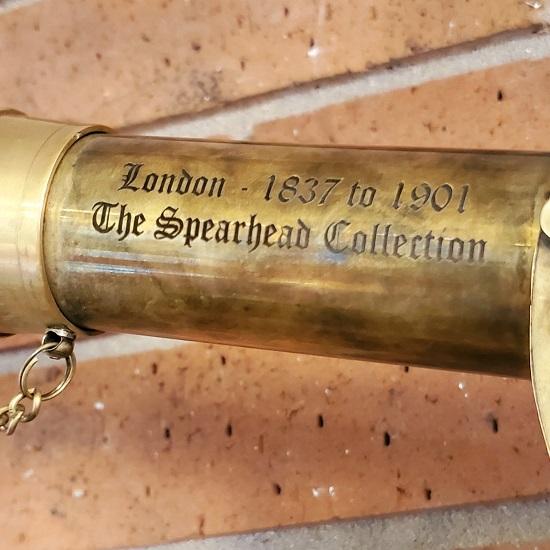 London - 1837 to 1901
The Spearhead Collection